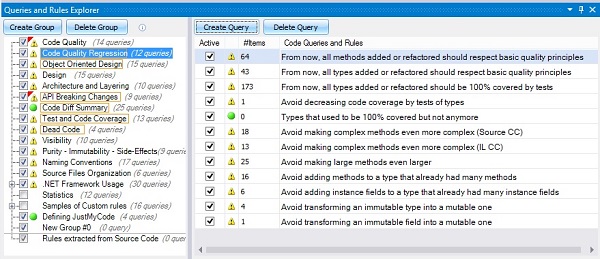 Queries and Rules Explorer
Create Group Delete Group
Code Quality (14 queries)
Code Quality Regression (12 queries)
Object Oriented Design (15 queries)
Design (15 queries)
Architecture and Layering (10 queries)
API Breaking Changes (9 queries)
Code Diff Summary (25 queries)
Test and Code Coverage (13 queries)
Dead Code (4 queries)
Visibility (10 queries)
Purity - Immutability - Side-Effects (9 quer
Naming Conventions (17 queries)
Source Files Organization (6 queries)
.NET Framework Usage (30 queries)
Statistics (12 queries)
Samples of Custom rules (16 queries)
Defining JustMyCode (4 queries)
New Group #0 (0 query)
Rules extracted from Source Code (0 quer
Create Query Delete Query
Active #Items Code Queries and Rules
64 From now, all methods added or refactored should respect basic quality principles
43 From now, all types added or refactored should respect basic quality principles
173 From now, all types added or refactored should be 100% covered by tests
1 Avoid decreasing code coverage by tests of types
0 Types that used to be 100% covered but not anymore
18 Avoid making complex methods even more complex (Source CC)
13 Avoid making complex methods even more complex (IL CC)
25 Avoid making large methods even larger
16 Avoid adding methods to a type that already had many methods
6 Avoid adding instance fields to a type that already had many instance fields
4 Avoid transforming an immutable type into a mutable one
1 Avoid transforming an immutable field into a mutable one